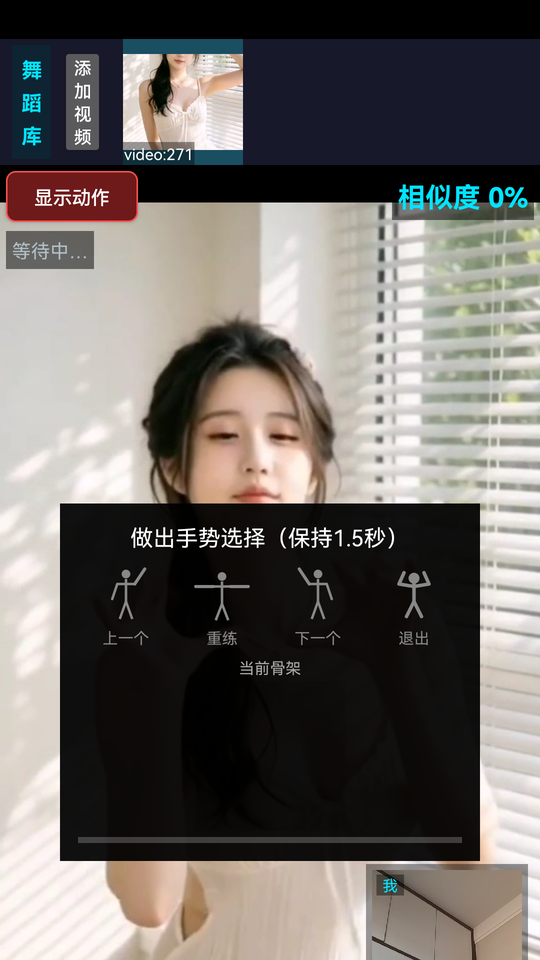 舞蹈库
添加视频
video:271
显示动作
相似度 0%
等待中...
做出手势选择（保持1.5秒）
上一个
重练
下一个
退出
当前骨架
我